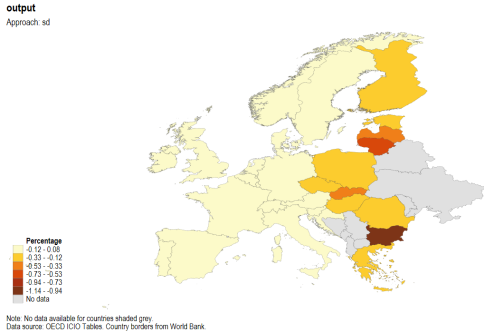 output
Approach: sd
Percentage
-0.12 - 0.08
-0.33 - -0.12
-0.53 - -0.33
-0.73 - -0.53
-0.94 - -0.73
-1.14 - -0.94
No data
Note: No data available for countries shaded grey.
Data source: OECD ICIO Tables. Country borders from World Bank.